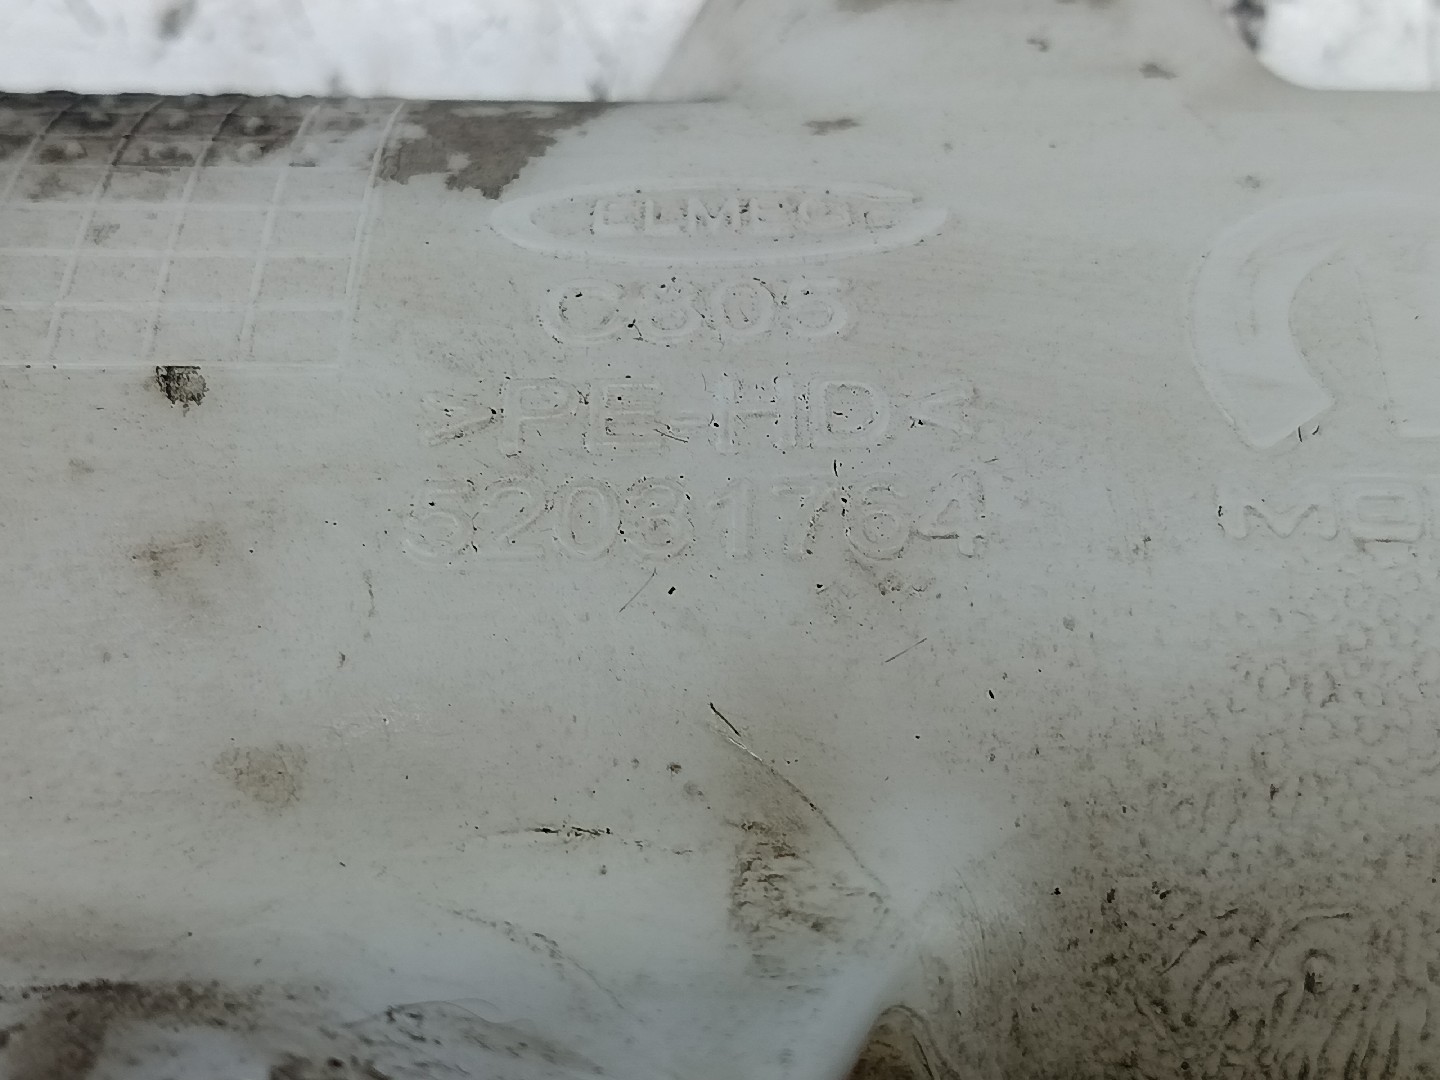 ELMEC
C305
>PE-HD<
52031764